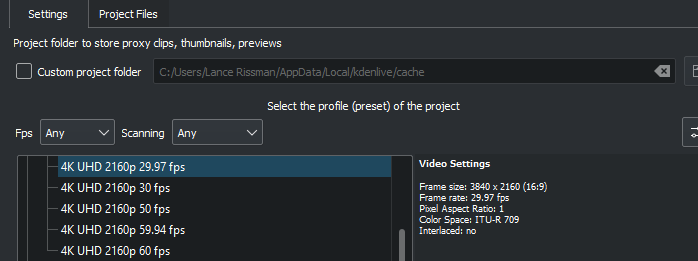 Settings Project Files
Project folder to store proxy clips, thumbnails, previews
Custom project folder C:/Users/Lance Rissman/AppData/Local/kdenlive/cache
Select the profile (preset) of the project
Fps Any Scanning Any
4K UHD 2160p 29.97 fps
4K UHD 2160p 30 fps
4K UHD 2160p 50 fps
4K UHD 2160p 59.94 fps
4K UHD 2160p 60 fps
Video Settings
Frame size: 3840 x 2160 (16:9)
Frame rate: 29.97 fps
Pixel Aspect Ratio: 1
Color Space: ITU-R 709
Interlaced: no